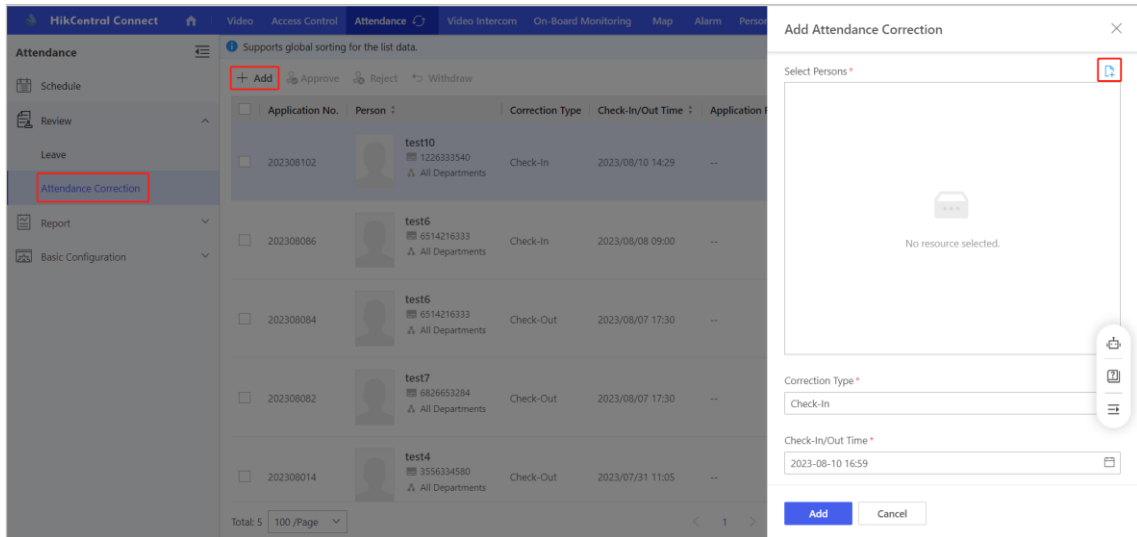 HikCentral Connect
Video Access Control Attendance Video Intercom On-Board Monitoring Map Alarm Person
Attendance
Schedule
Review
Leave
Attendance Correction
Report
Basic Configuration
Supports global sorting for the list data.
+ Add Approve Reject Withdraw
Application No. Person Correction Type Check-In/Out Time Application
202308102 test10 Check-In 2023/08/10 14:29 --
1226333540
All Departments
202308086 test6 Check-In 2023/08/08 09:00 --
6514216333
All Departments
202308084 test6 Check-Out 2023/08/07 17:30 --
6514216333
All Departments
202308082 test7 Check-Out 2023/08/07 17:30 --
6826653284
All Departments
202308014 test4 Check-Out 2023/07/31 11:05 --
3556334580
All Departments
Total: 5 100 /Page < 1 >
Add Attendance Correction
Select Persons *
No resource selected.
Correction Type *
Check-In
Check-In/Out Time *
2023-08-10 16:59
Add Cancel